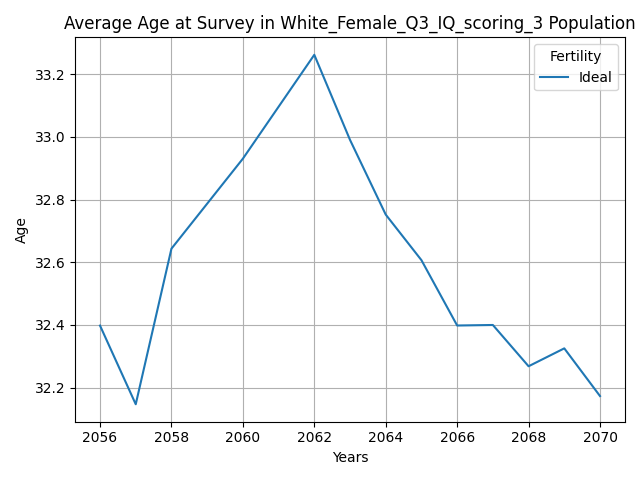 Average Age at Survey in White_Female_Q3_IQ_scoring_3 Population
Fertility
Ideal
33.2
33.0
32.8
32.6
32.4
32.2
Age
2056 2058 2060 2062 2064 2066 2068 2070
Years